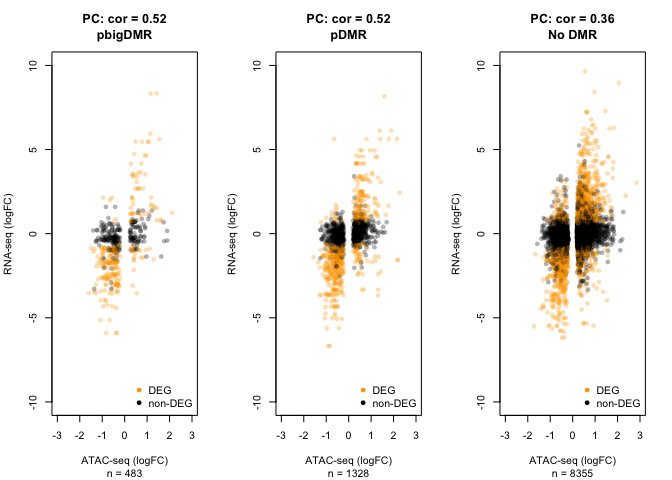 PC: cor = 0.52
pbigDMR
10
5
0
-5
-10
RNA-seq (logFC)
DEG
non-DEG
-3 -2 -1 0 1 2 3
ATAC-seq (logFC)
n = 483
PC: cor = 0.52
pDMR
10
5
0
-5
-10
RNA-seq (logFC)
DEG
non-DEG
-3 -2 -1 0 1 2 3
ATAC-seq (logFC)
n = 1328
PC: cor = 0.36
No DMR
10
5
0
-5
-10
RNA-seq (logFC)
DEG
non-DEG
-3 -2 -1 0 1 2 3
ATAC-seq (logFC)
n = 8355